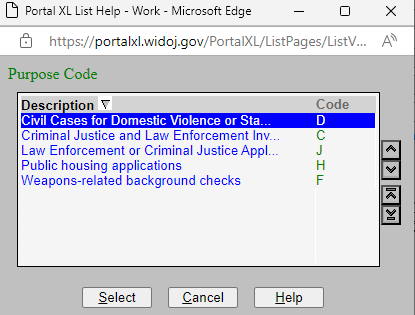 Portal XL List Help - Work - Microsoft Edge
https://portalxl.widoj.gov/PortalXL/ListPages/ListV...
Purpose Code
Description Code
Civil Cases for Domestic Violence or Sta... D
Criminal Justice and Law Enforcement Inv... C
Law Enforcement or Criminal Justice Appl... J
Public housing applications H
Weapons-related background checks F
Select Cancel Help